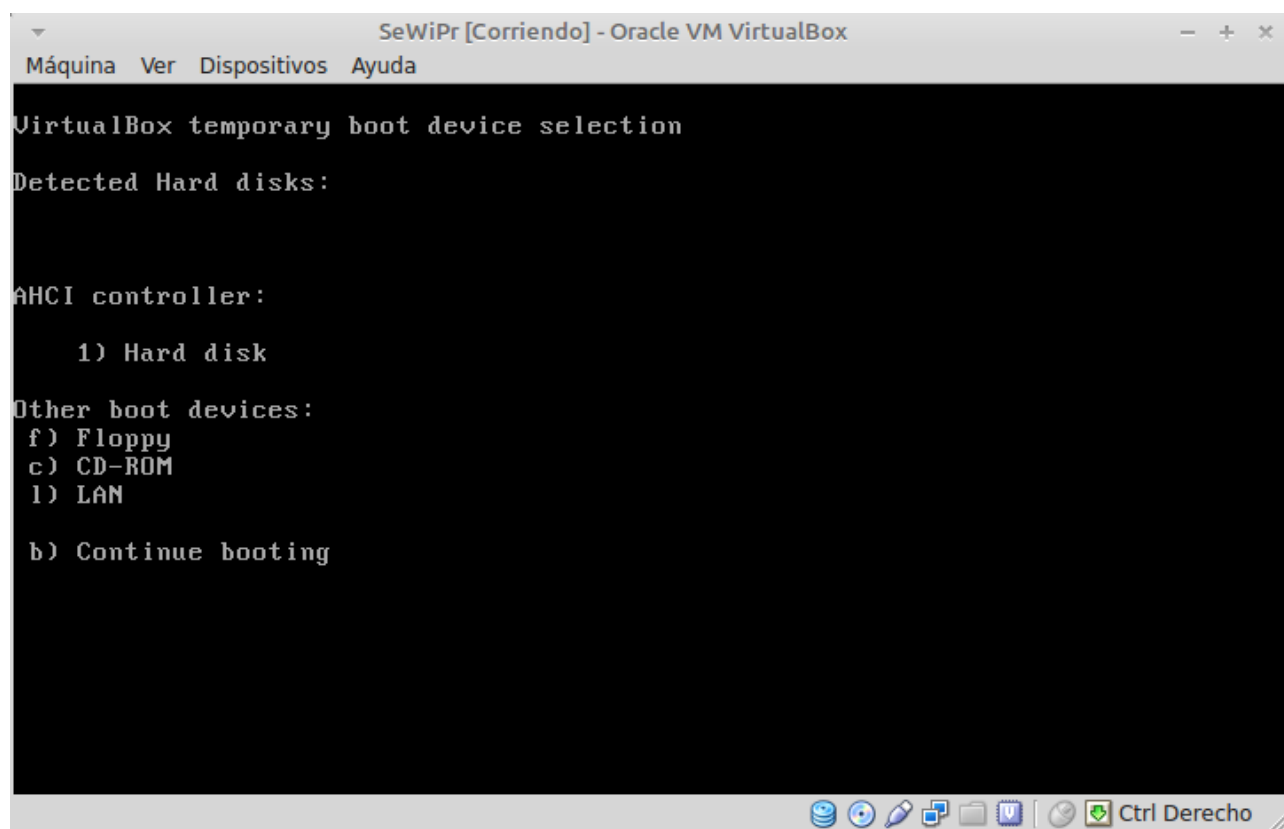 SeWiPr [Corriendo] - Oracle VM VirtualBox
Máquina Ver Dispositivos Ayuda
VirtualBox temporary boot device selection
Detected Hard disks:
AHCI controller:
1) Hard disk
Other boot devices:
f) Floppy
c) CD-ROM
l) LAN
b) Continue booting
Ctrl Derecho